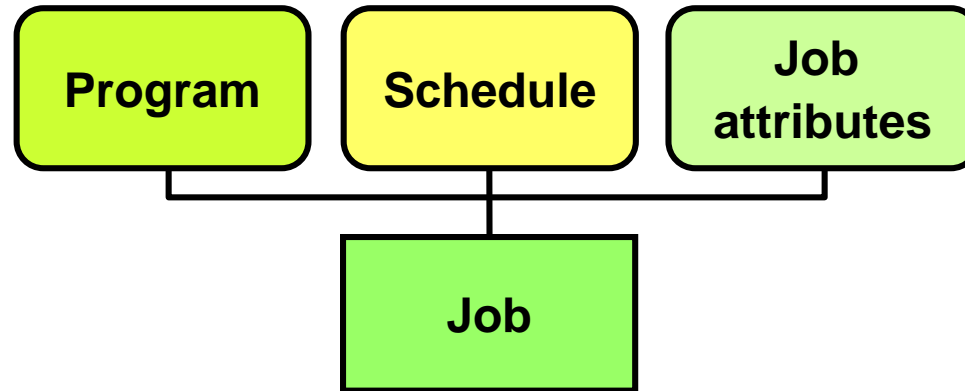 Program
Schedule
Job
attributes
Job